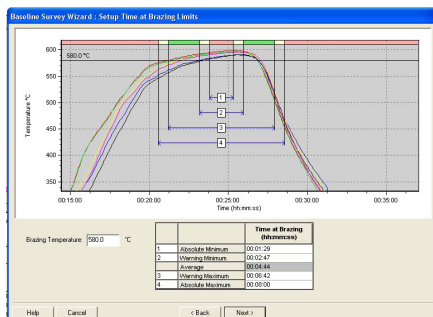 Baseline Survey Wizard : Setup Time at Brazing Limits
600
580.0 °C
550
500
450
400
350
Temperature °C
1
2
3
4
00:15:00 00:20:00 00:25:00 00:30:00 00:35:00
Time (hh:mm:ss)
Brazing Temperature: 580.0 °C
Time at Brazing
(hh:mm:ss)
1 Absolute Minimum 00:01:29
2 Warning Minimum 00:02:47
Average 00:04:44
3 Warning Maximum 00:06:42
4 Absolute Maximum 00:08:00
Help Cancel < Back Next >